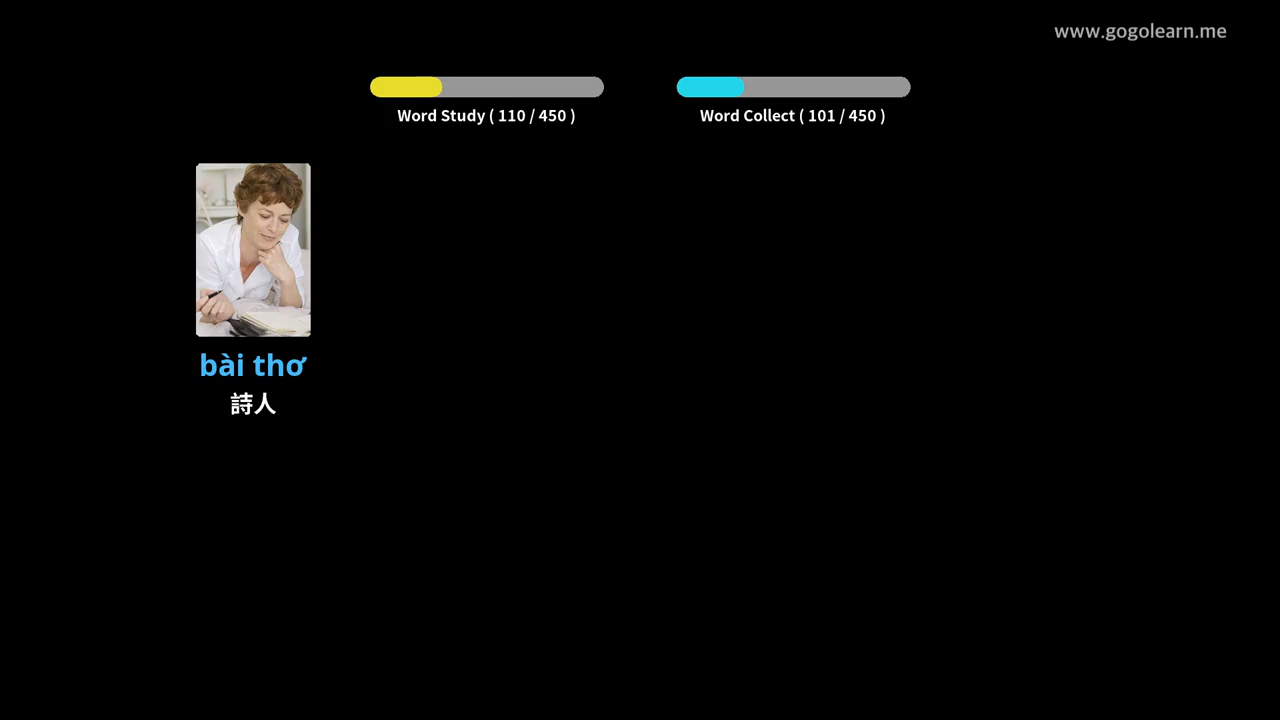 www.gogolearn.me
Word Study ( 110 / 450 )
Word Collect ( 101 / 450 )
bài thơ
詩人